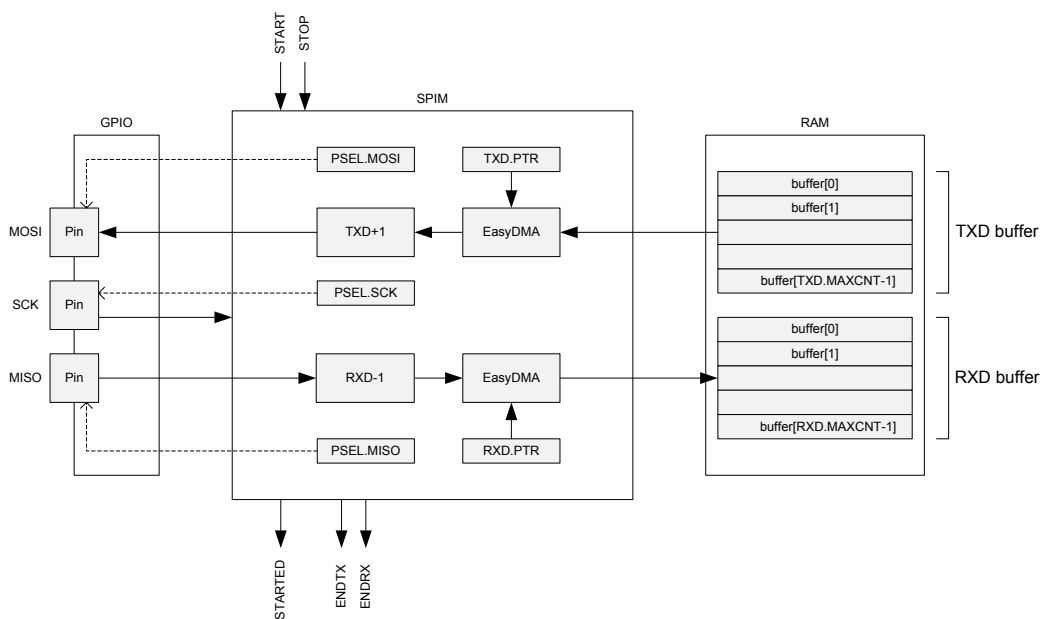 START
STOP
SPIM
GPIO
RAM
PSEL.MOSI
TXD.PTR
buffer[0]
buffer[1]
MOSI
Pin
TXD+1
EasyDMA
TXD buffer
buffer[TXD.MAXCNT-1]
SCK
Pin
PSEL.SCK
buffer[0]
buffer[1]
MISO
Pin
RXD-1
EasyDMA
RXD buffer
buffer[RXD.MAXCNT-1]
PSEL.MISO
RXD.PTR
STARTED
ENDTX
ENDRX